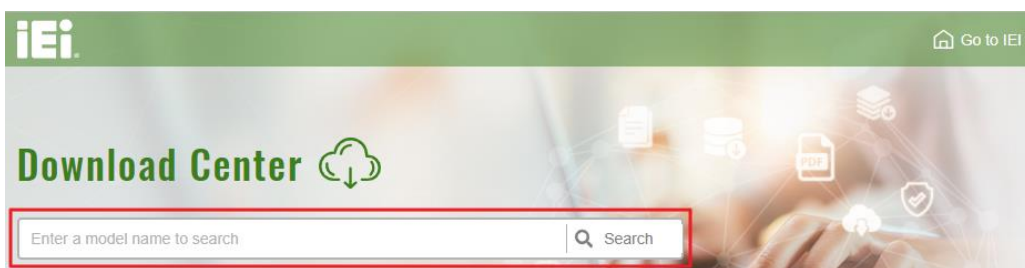 iEi.
Go to IEI
Download Center
Enter a model name to search
Search
PDF